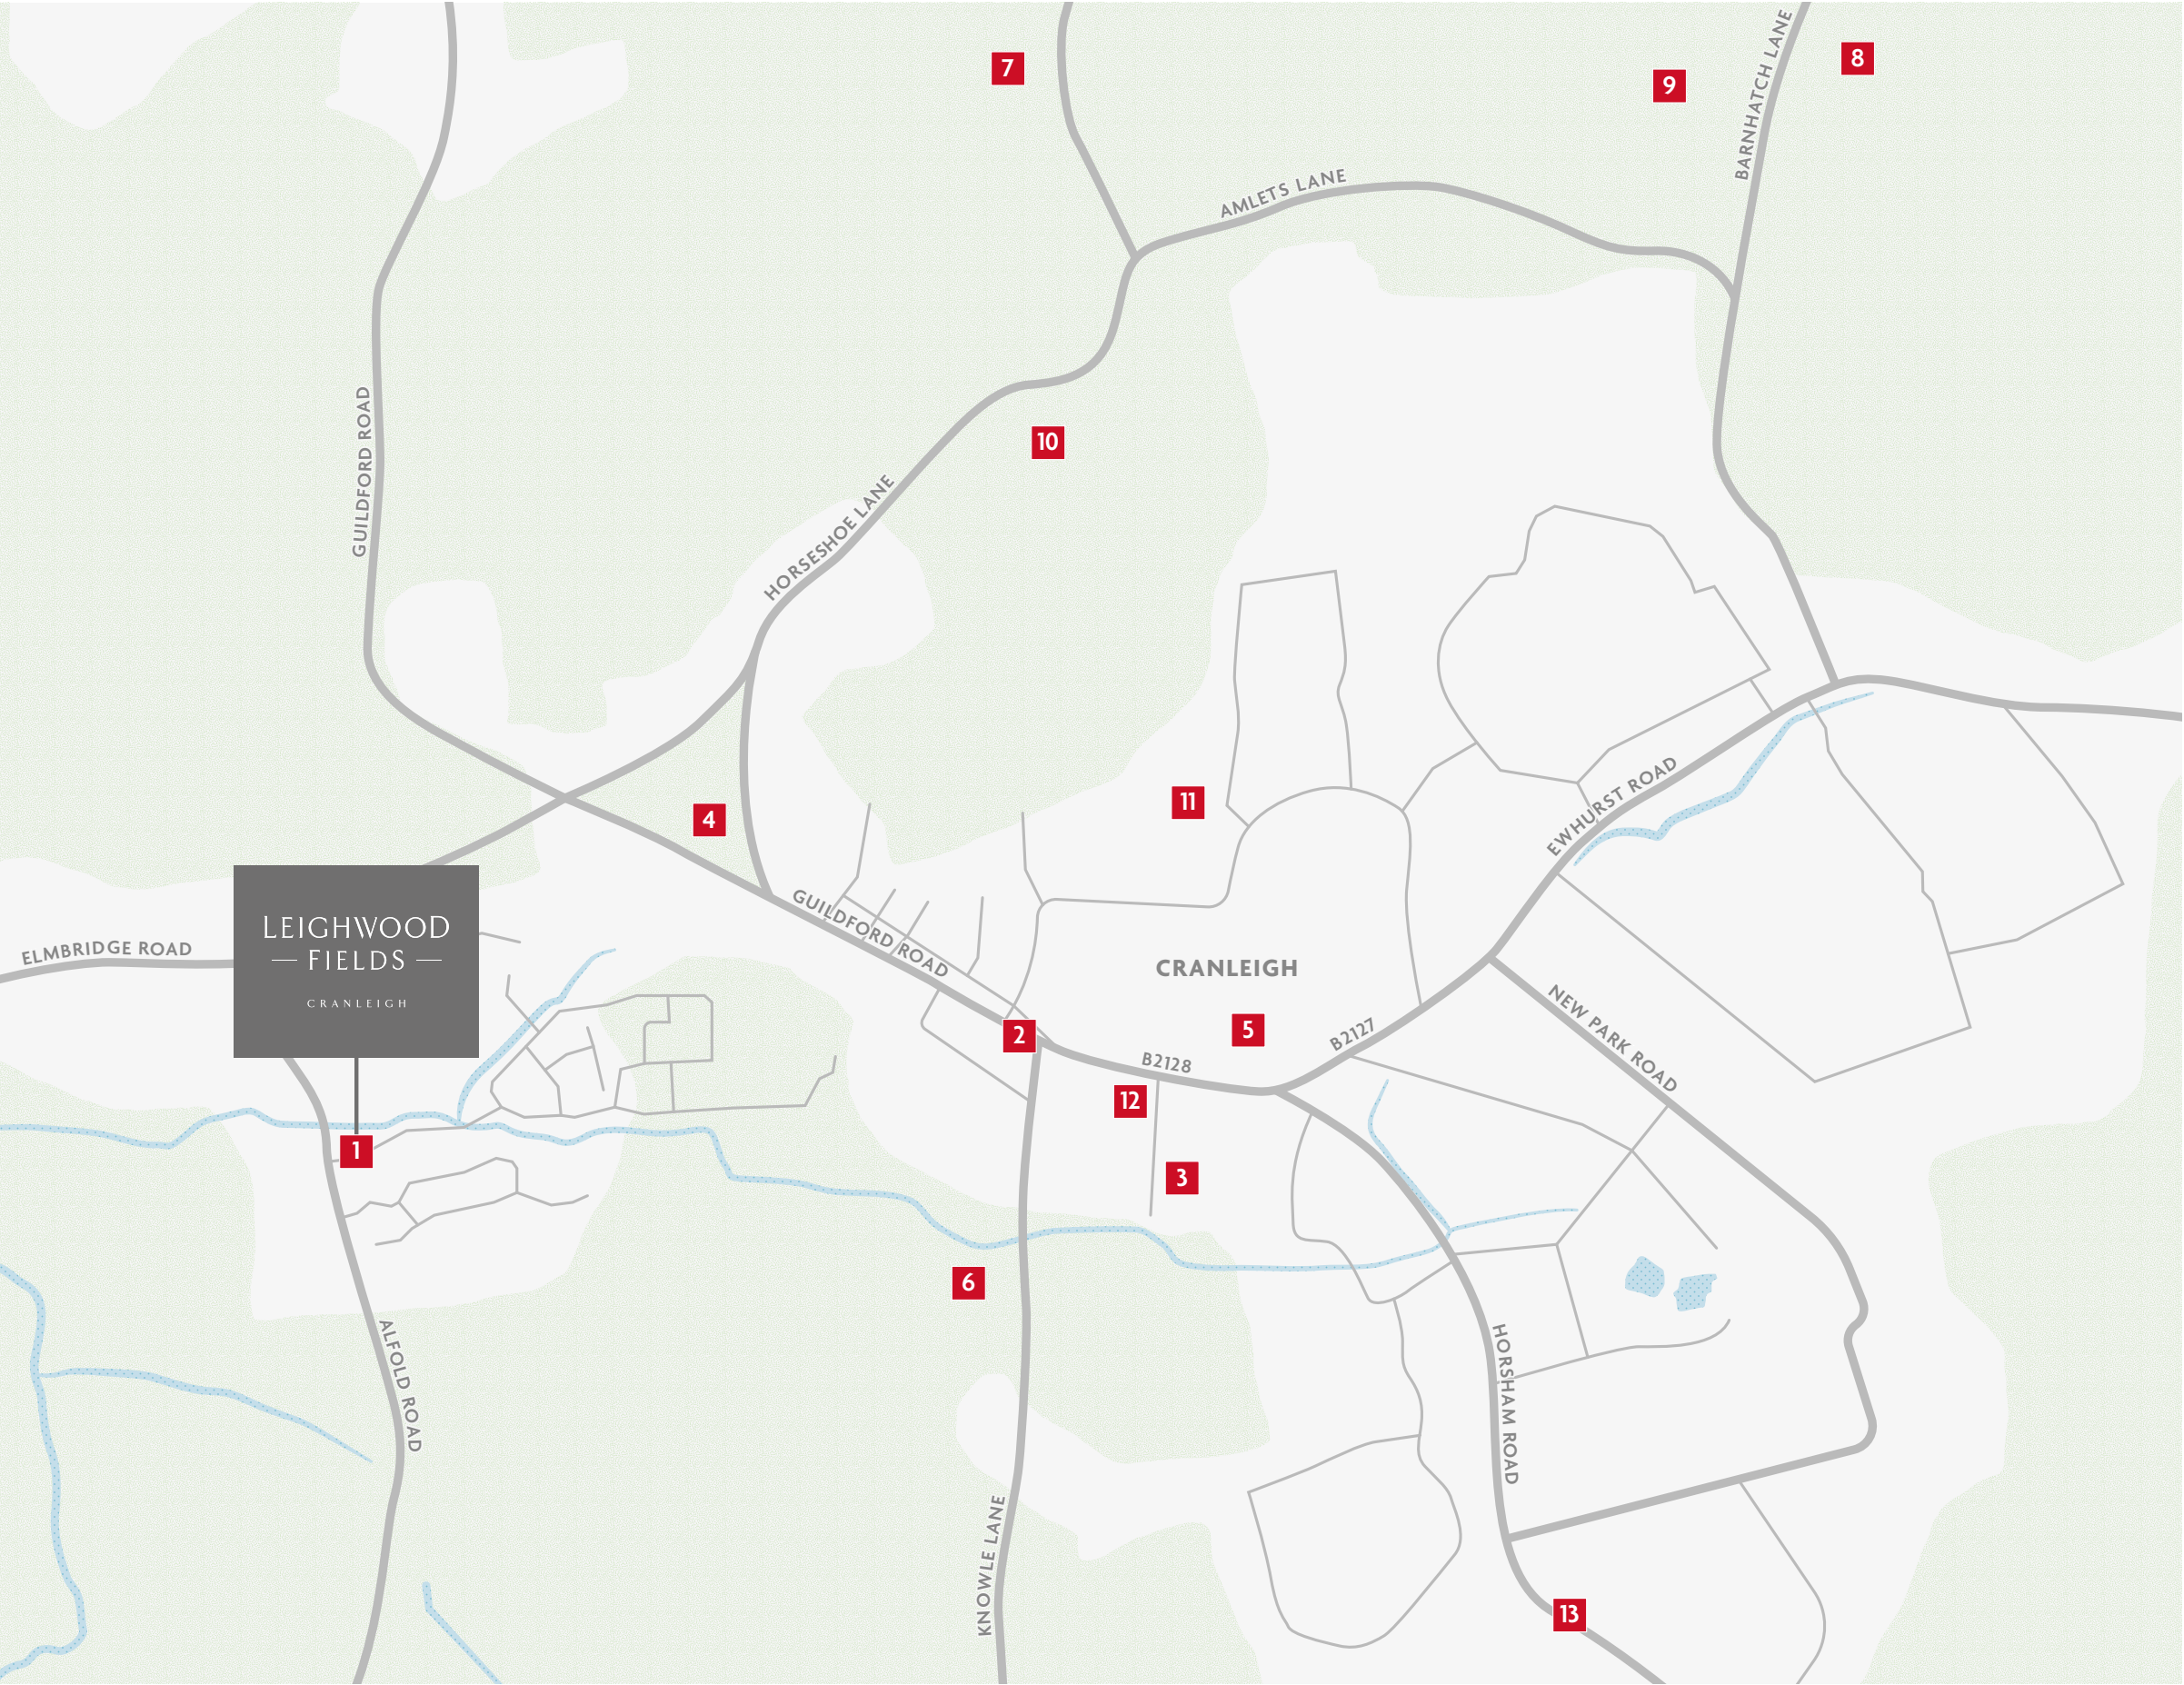 7
8
9
BARNHATCH LANE
AMLETS LANE
GUILDFORD ROAD
10
HORSESHOE LANE
4
11
EWHURST ROAD
GUILDFORD ROAD
LEIGHWOOD
FIELDS
CRANLEIGH
ELMBRIDGE ROAD
CRANLEIGH
2
5
B2127
B2128
NEW PARK ROAD
12
1
3
6
ALFOLD ROAD
HORSHAM ROAD
KNOWLE LANE
13